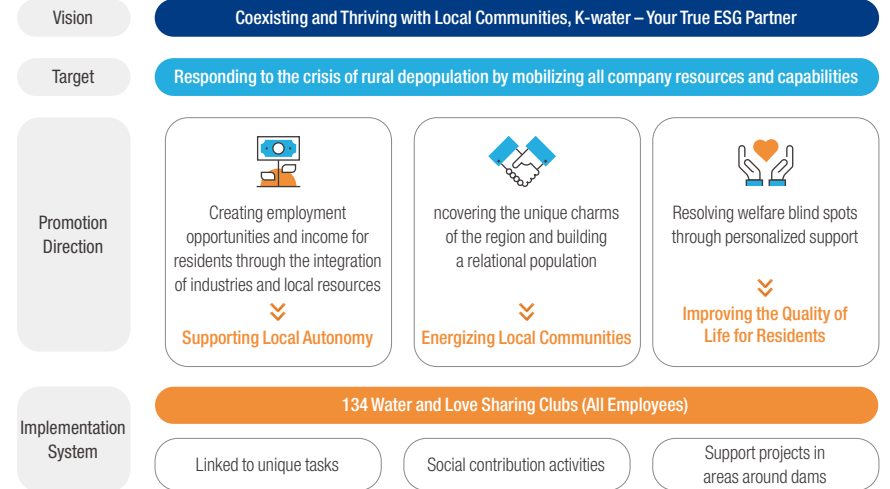 Vision
Coexisting and Thriving with Local Communities, K-water – Your True ESG Partner
Target
Responding to the crisis of rural depopulation by mobilizing all company resources and capabilities
Promotion
Direction
Creating employment
opportunities and income for
residents through the integration
of industries and local resources
Supporting Local Autonomy
ncovering the unique charms
of the region and building
a relational population
Energizing Local Communities
Resolving welfare blind spots
through personalized support
Improving the Quality of
Life for Residents
Implementation
System
134 Water and Love Sharing Clubs (All Employees)
Linked to unique tasks
Social contribution activities
Support projects in
areas around dams